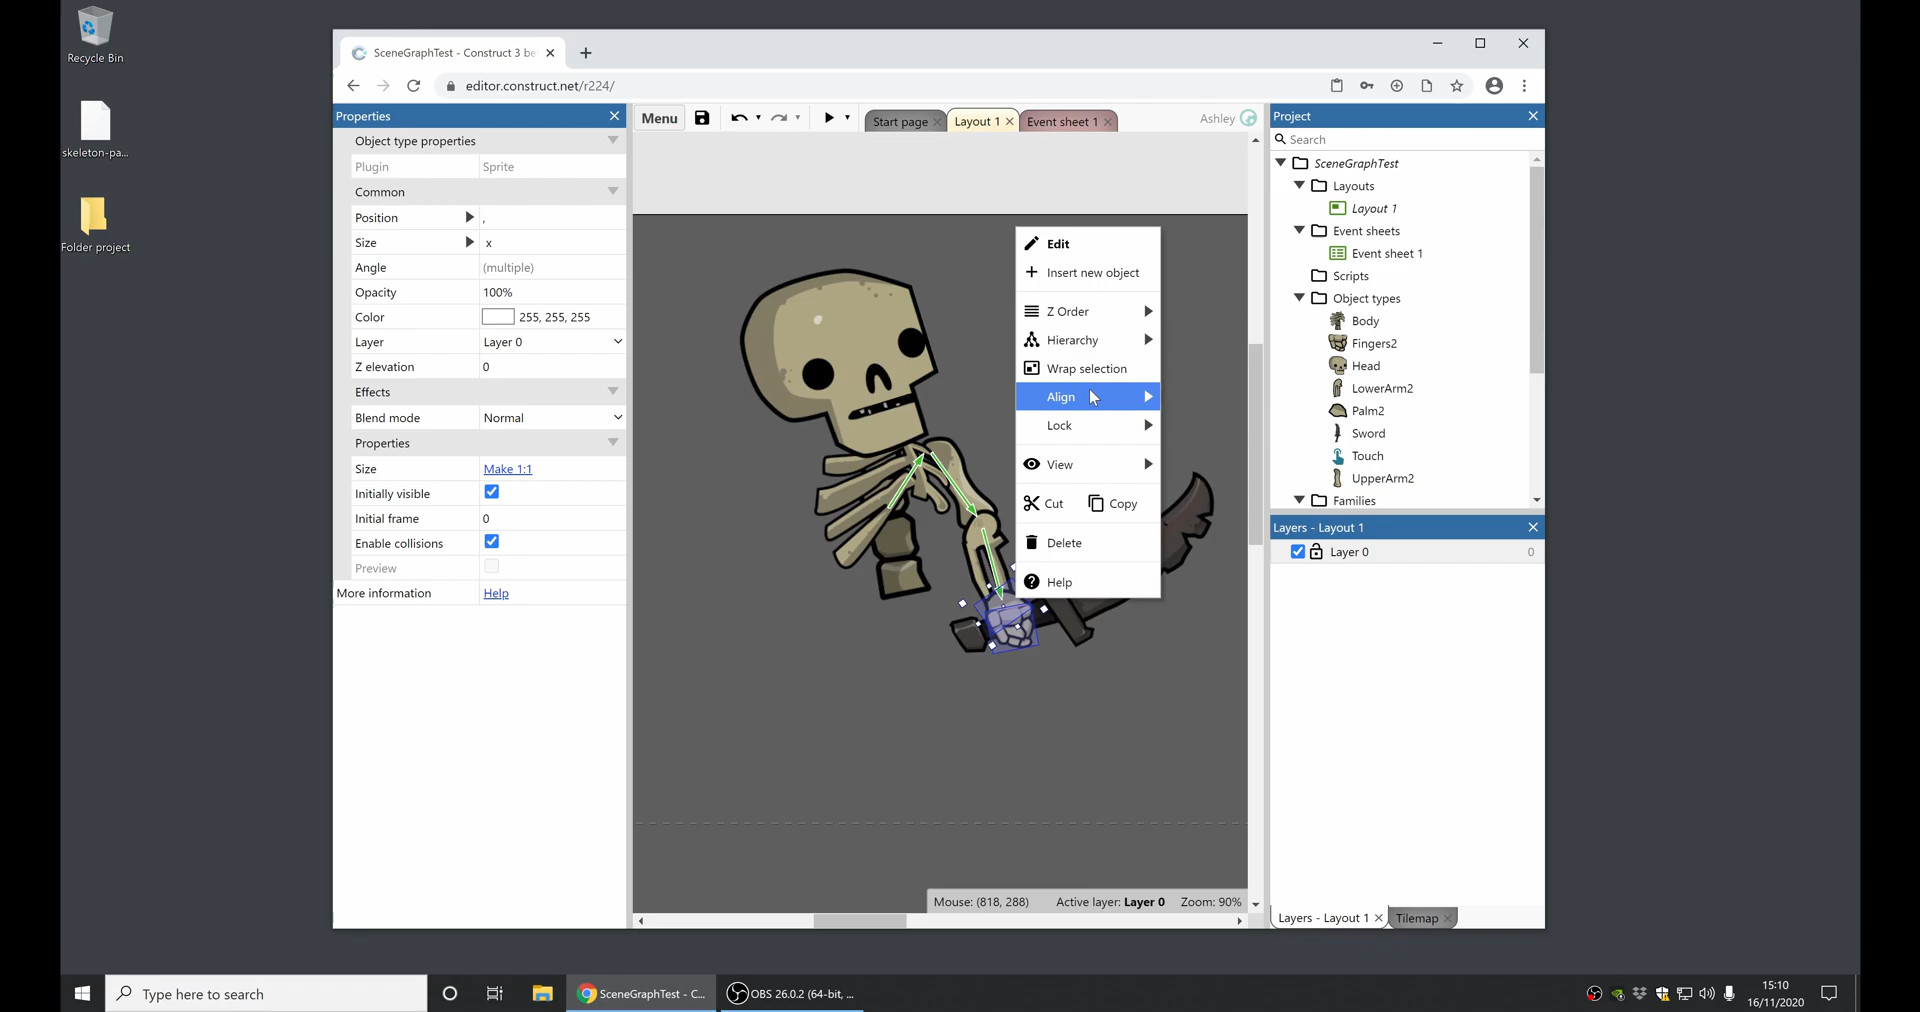 Recycle Bin
skeleton-pa...
Folder project
SceneGraphTest - Construct 3 be
editor.construct.net/r224/
Properties
Object type properties
Plugin Sprite
Common
Position ,
Size x
Angle (multiple)
Opacity 100%
Color 255, 255, 255
Layer Layer 0
Z elevation 0
Effects
Blend mode Normal
Properties
Size Make 1:1
Initially visible
Initial frame 0
Enable collisions
Preview
More information Help
Menu
Start page
Layout 1
Event sheet 1
Ashley
Edit
Insert new object
Z Order
Hierarchy
Wrap selection
Align
Lock
View
Cut Copy
Delete
Help
Mouse: (818, 288) Active layer: Layer 0 Zoom: 90%
Project
Search
SceneGraphTest
Layouts
Layout 1
Event sheets
Event sheet 1
Scripts
Object types
Body
Fingers2
Head
LowerArm2
Palm2
Sword
Touch
UpperArm2
Families
Layers - Layout 1
Layer 0 0
Layers - Layout 1 Tilemap
Type here to search
SceneGraphTest - C...
OBS 26.0.2 (64-bit, ...
15:10
16/11/2020